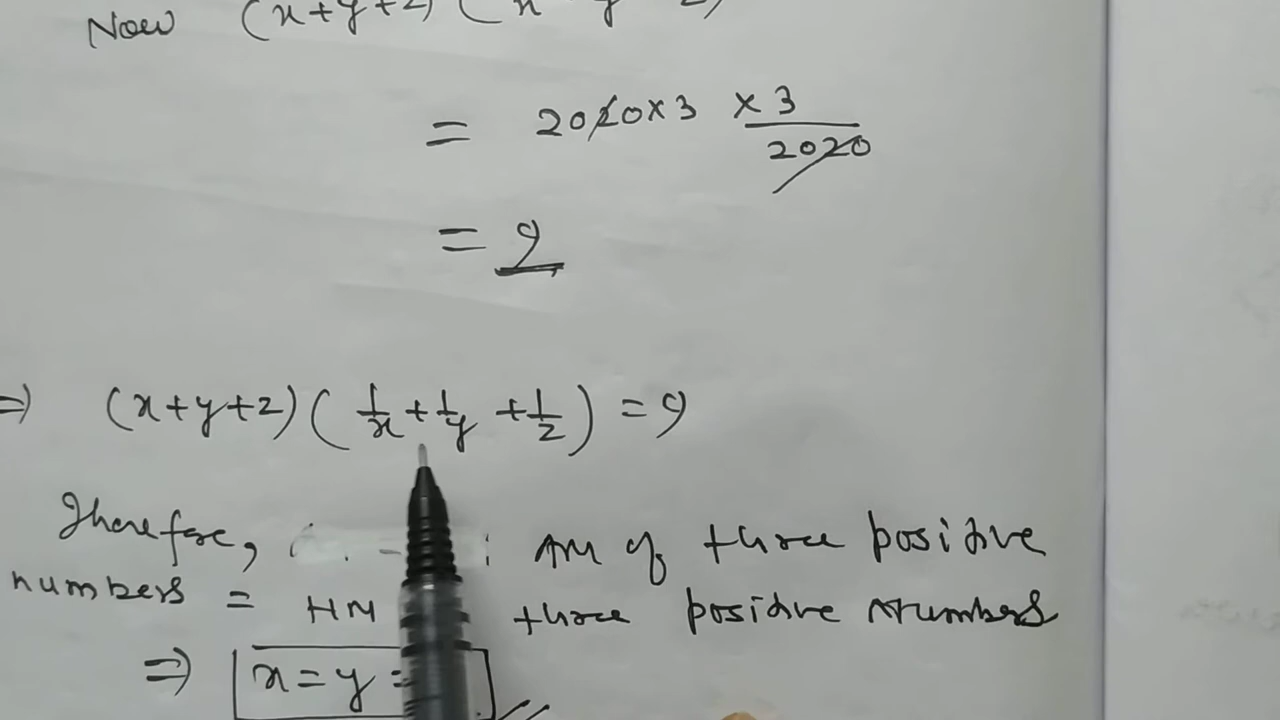 Now (x+y+z) (
= 2020×3 × 3/2020
= 9
⇒ (x+y+z) ( 1/x + 1/y + 1/z ) = 9
Therefore, AM of three positive
numbers = HM three positive numbers
⇒ x = y =